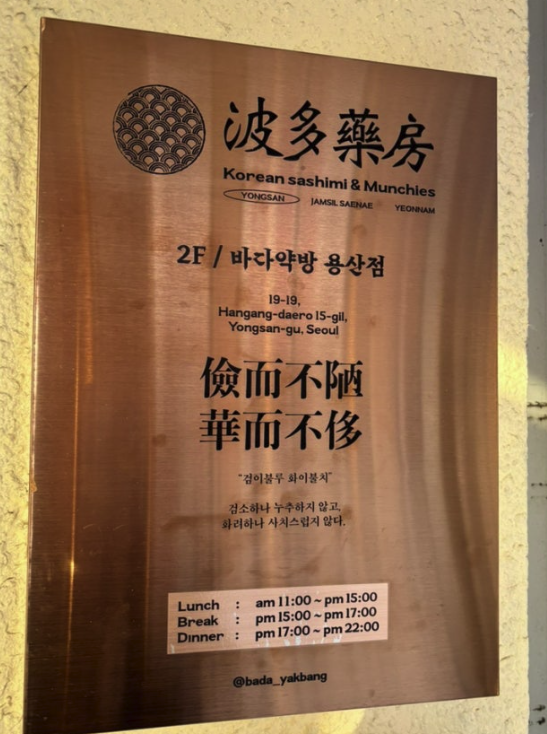 波多藥房
Korean sashimi & Munchies
YONGSAN JAMSIL SAENAE YEONNAM
2F / 바다약방 용산점
19-19,
Hangang-daero 15-gil,
Yongsan-gu, Seoul
儉而不陋
華而不侈
"검이불루 화이불치"
검소하나 누추하지 않고,
화려하나 사치스럽지 않다.
Lunch : am 11:00 ~ pm 15:00
Break : pm 15:00 ~ pm 17:00
Dinner : pm 17:00 ~ pm 22:00
@bada_yakbang